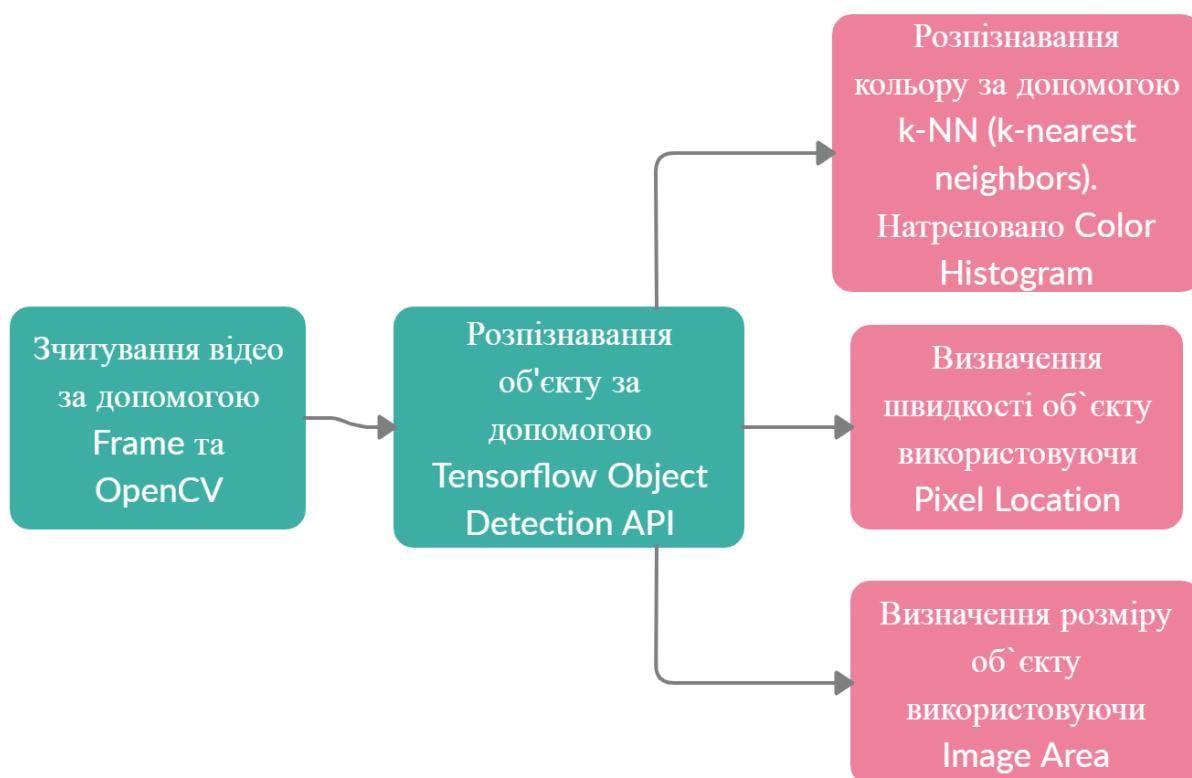 Зчитування відео
за допомогою
Frame та
OpenCV
Розпізнавання
об'єкту за
допомогою
Tensorflow Object
Detection API
Розпізнавання
кольору за допомогою
k-NN (k-nearest
neighbors).
Натреновано Color
Histogram
Визначення
швидкості об`єкту
використовуючи
Pixel Location
Визначення розміру
об`єкту
використовуючи
Image Area